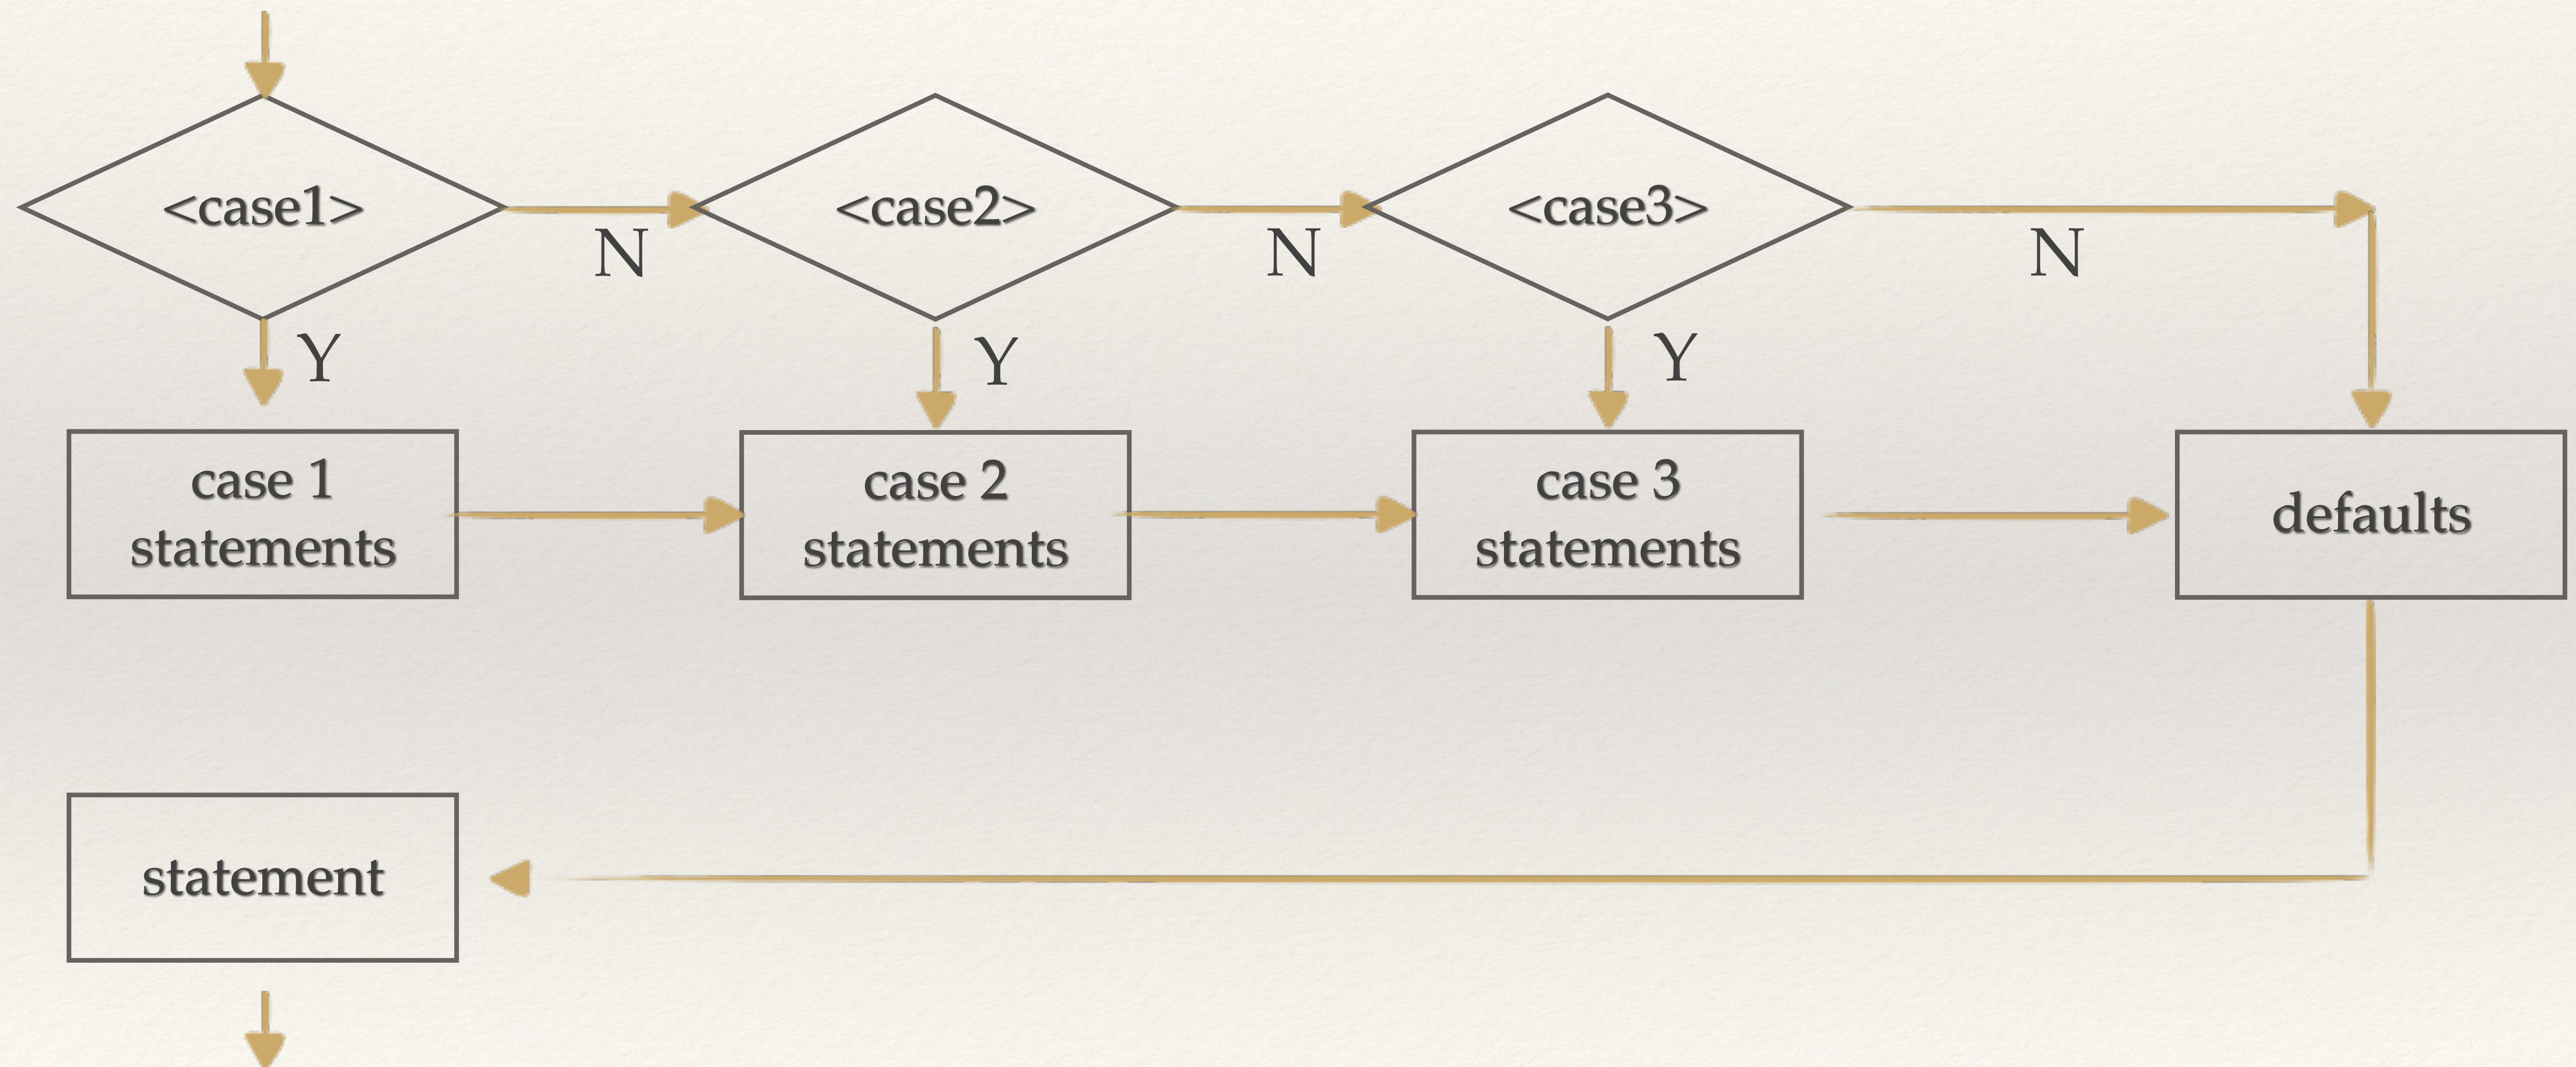 <case1>
N
<case2>
N
<case3>
N
Y
Y
Y
case 1
statements
case 2
statements
case 3
statements
defaults
statement